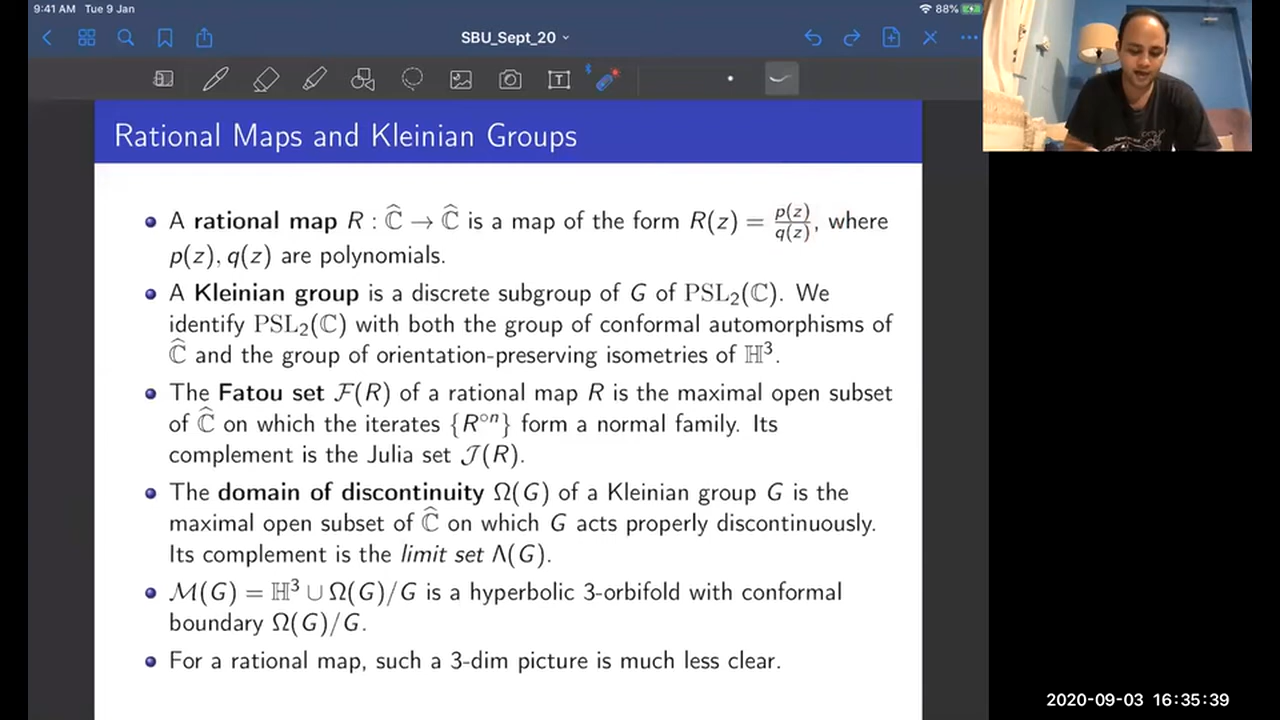 9:41 AM Tue 9 Jan
88%
SBU_Sept_20
T
Rational Maps and Kleinian Groups
A rational map R : Ĉ → Ĉ is a map of the form R(z) = p(z)/q(z), where
p(z), q(z) are polynomials.
A Kleinian group is a discrete subgroup of G of PSL₂(ℂ). We
identify PSL₂(ℂ) with both the group of conformal automorphisms of
Ĉ and the group of orientation-preserving isometries of ℍ³.
The Fatou set ℱ(R) of a rational map R is the maximal open subset
of Ĉ on which the iterates {R°ⁿ} form a normal family. Its
complement is the Julia set 𝒥(R).
The domain of discontinuity Ω(G) of a Kleinian group G is the
maximal open subset of Ĉ on which G acts properly discontinuously.
Its complement is the limit set Λ(G).
ℳ(G) = ℍ³ ∪ Ω(G)/G is a hyperbolic 3-orbifold with conformal
boundary Ω(G)/G.
For a rational map, such a 3-dim picture is much less clear.
2020-09-03 16:35:39